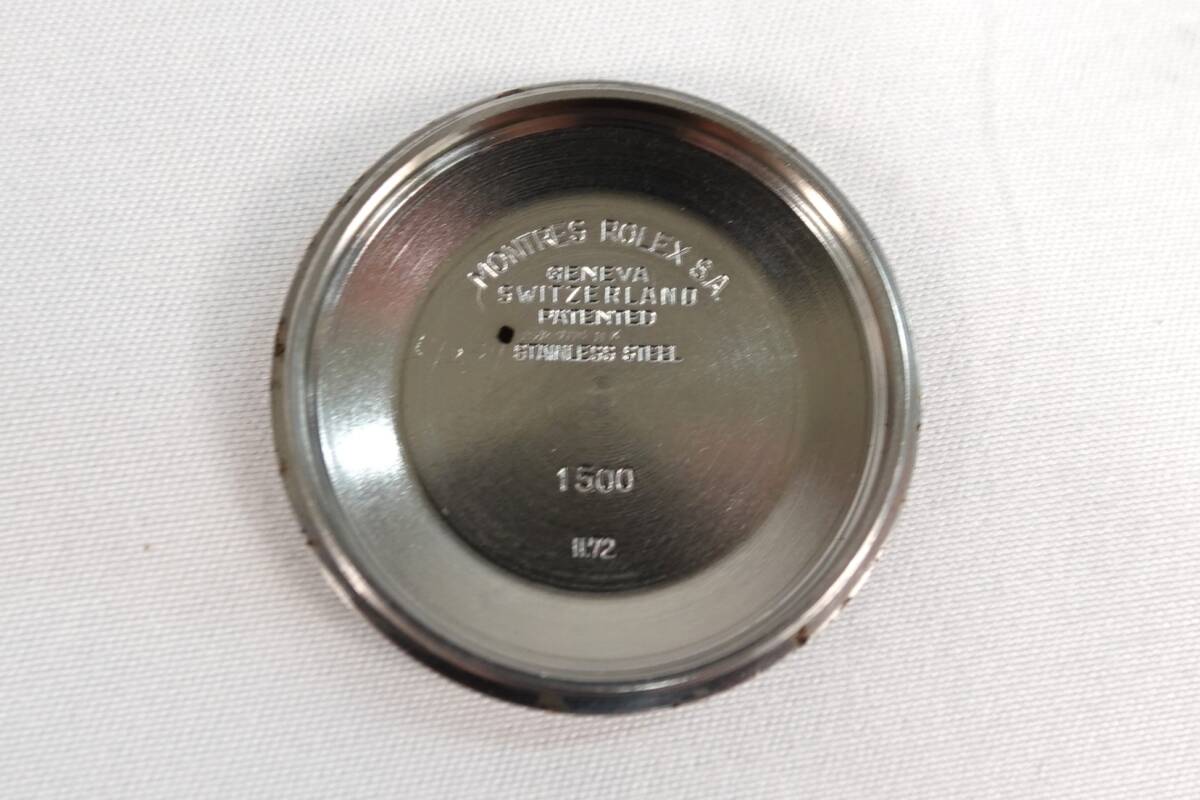 MONTRES ROLEX S.A
GENEVA
SWITZERLAND
PATENTED
STAINLESS STEEL
1500
II.72